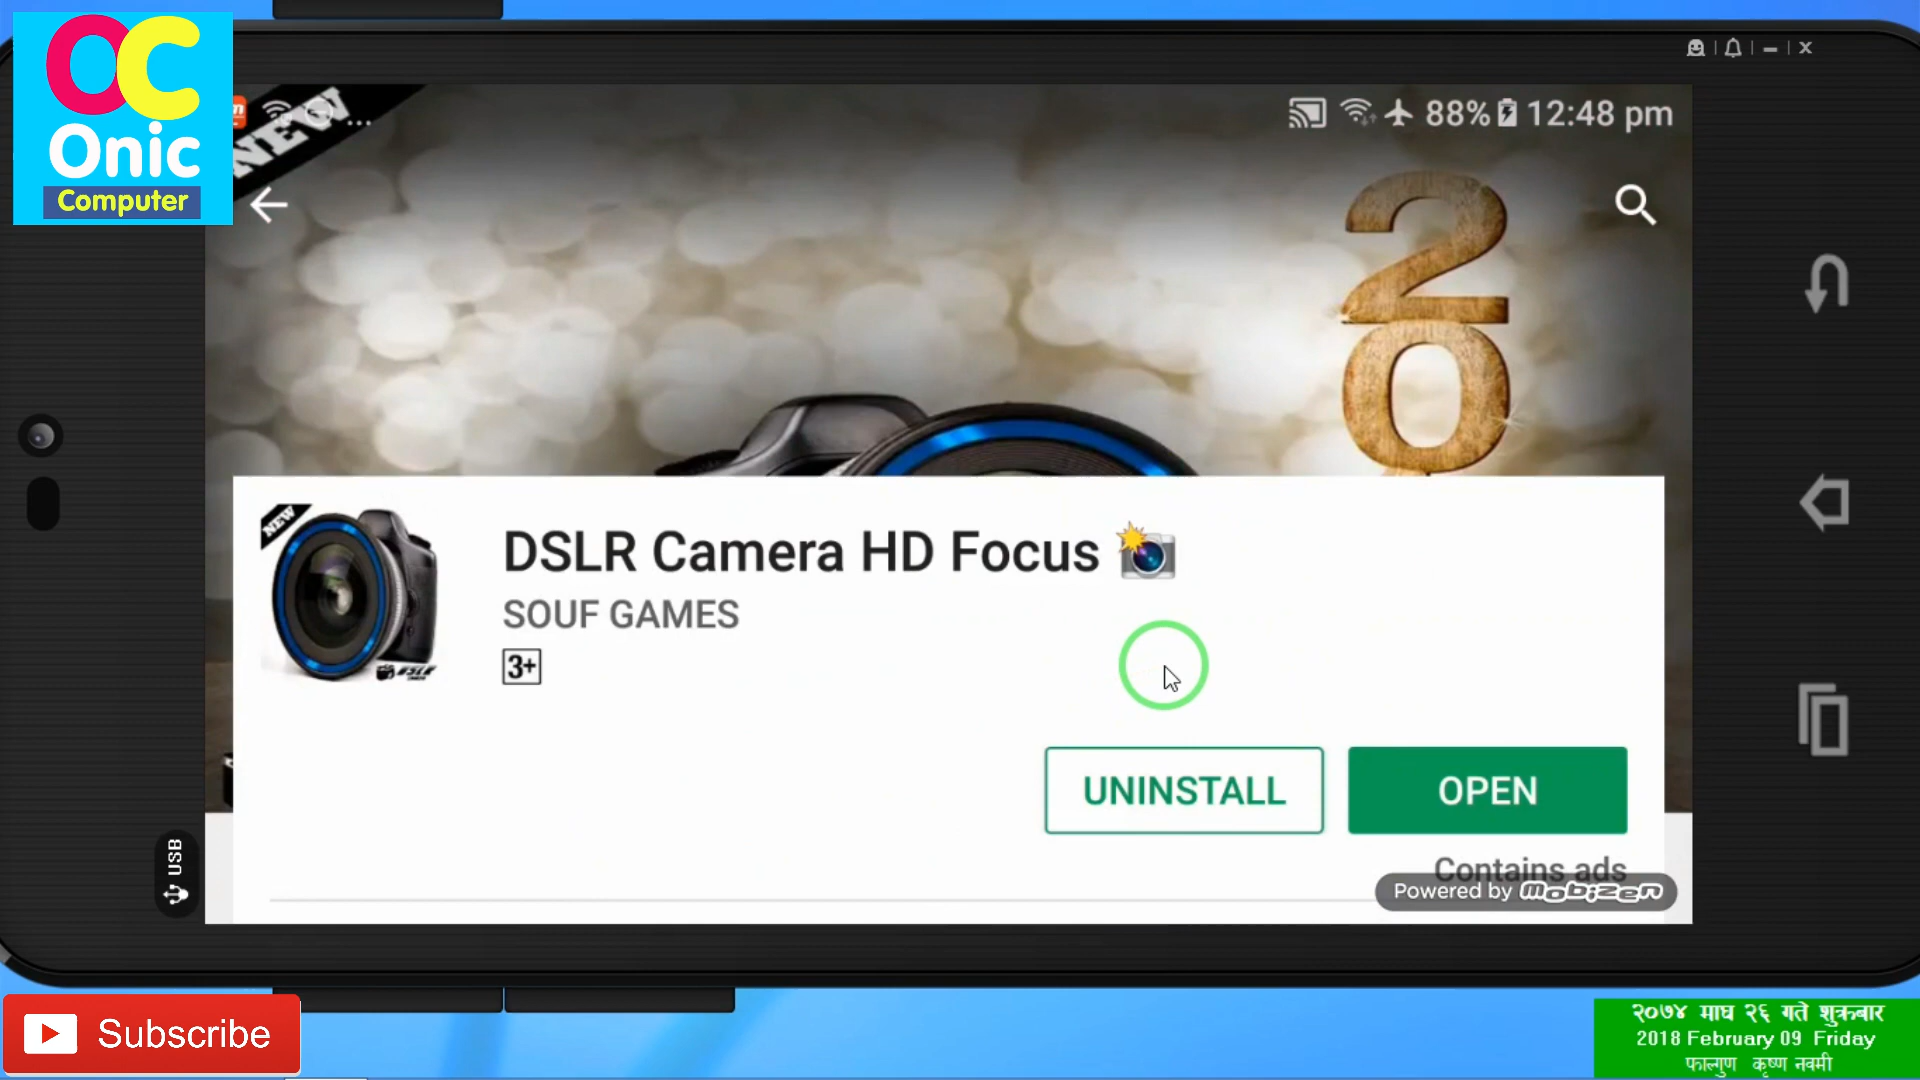 OC
Onic
Computer
NEW
88% 12:48 pm
20
NEW
DSLR Camera HD Focus
SOUF GAMES
3+
UNINSTALL
OPEN
Contains ads
Powered by mobizen
USB
Subscribe
२०७४ माघ २६ गते शुक्रबार
2018 February 09 Friday
फाल्गुण कृष्ण नवमी